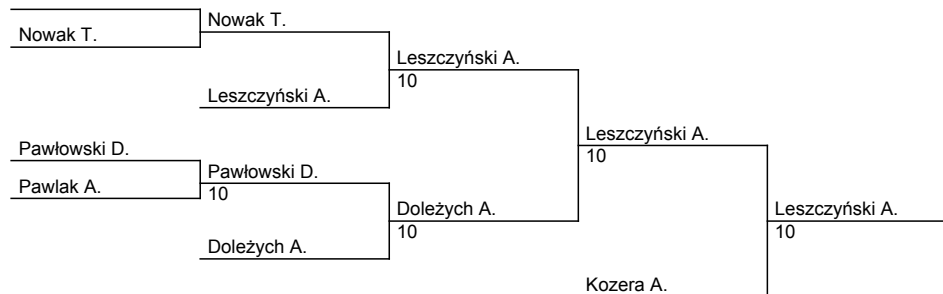 Nowak T.
Nowak T.
Leszczyński A.
10
Leszczyński A.
Pawłowski D.
Pawlak A.
Pawłowski D.
10
Doleżych A.
Doleżych A.
10
Leszczyński A.
10
Kozera A.
Leszczyński A.
10